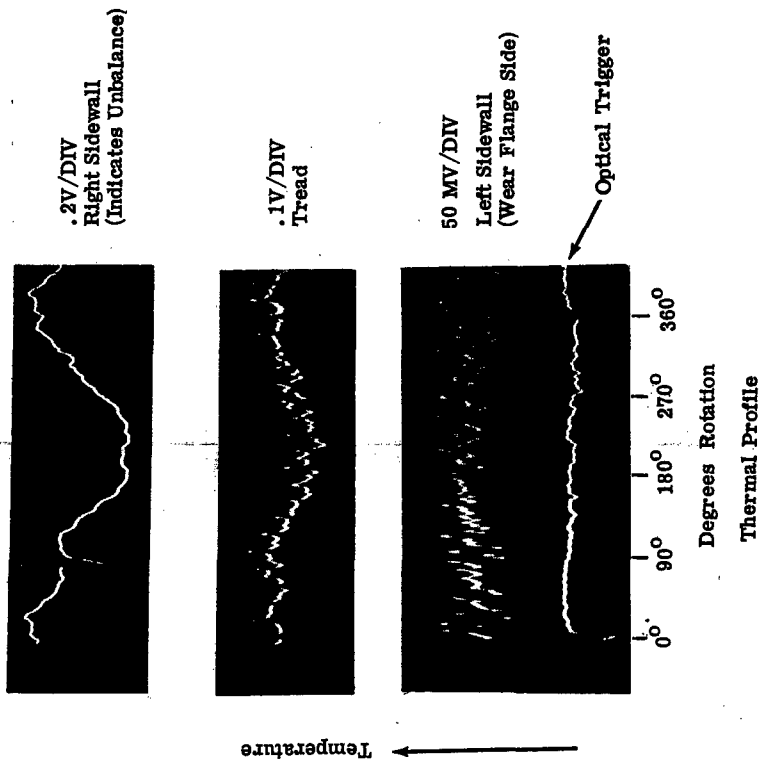 .2V/DIV
Right Sidewall
(Indicates Unbalance)
.1V/DIV
Tread
50 MV/DIV
Left Sidewall
(Wear Flange Side)
Optical Trigger
Temperature
0° 90° 180° 270° 360°
Degrees Rotation
Thermal Profile